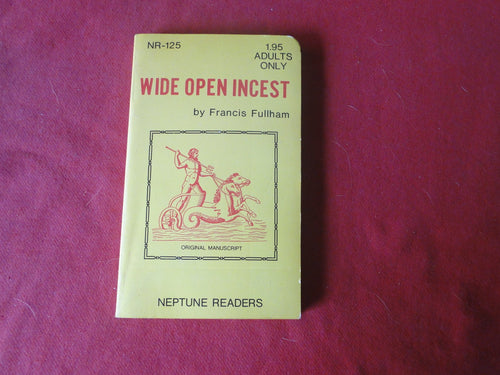 NR-125
1.95
ADULTS
ONLY
WIDE OPEN INCEST
by Francis Fullham
ORIGINAL MANUSCRIPT
NEPTUNE READERS